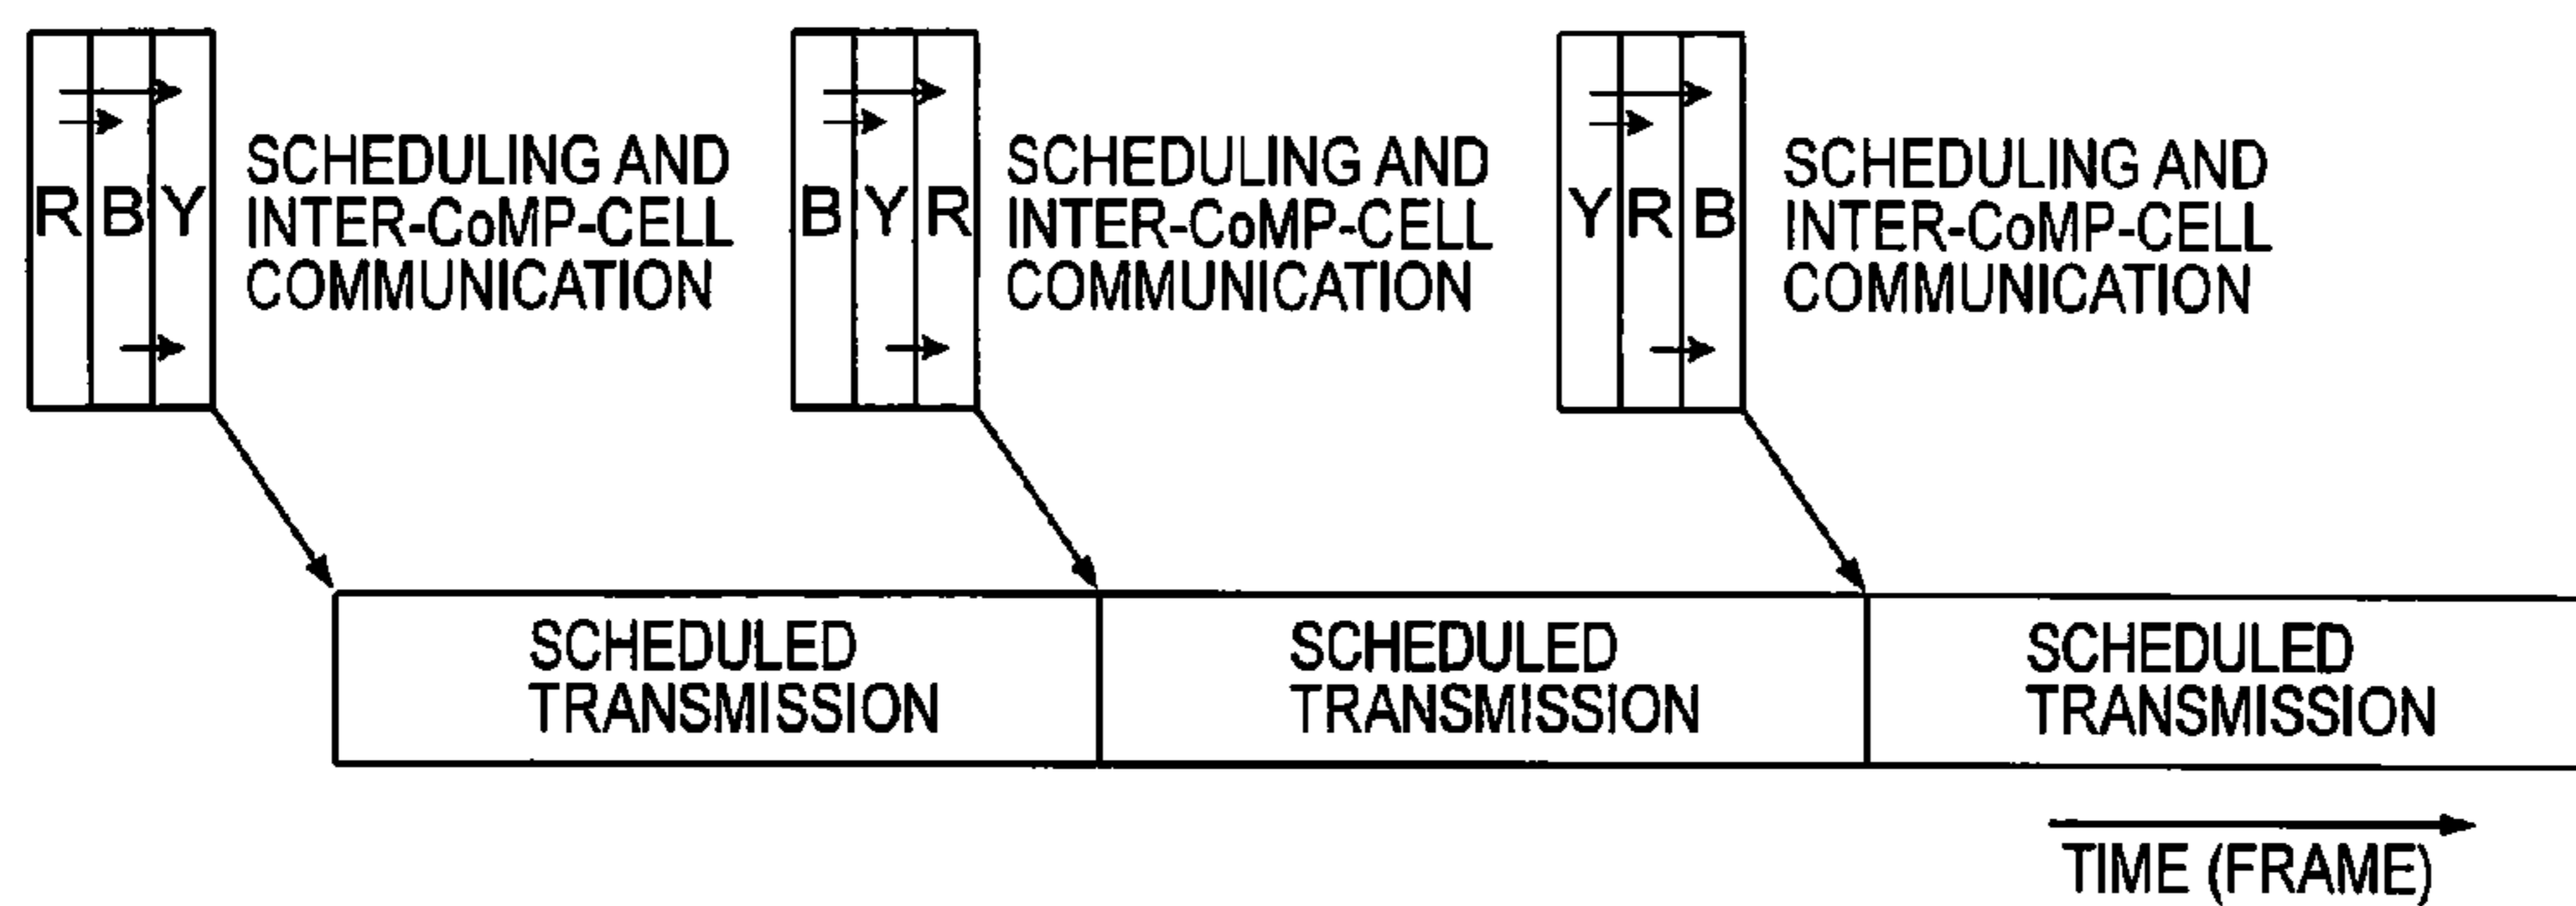 R B Y
SCHEDULING AND
INTER-CoMP-CELL
COMMUNICATION
B Y R
SCHEDULING AND
INTER-CoMP-CELL
COMMUNICATION
Y R B
SCHEDULING AND
INTER-CoMP-CELL
COMMUNICATION
SCHEDULED
TRANSMISSION
SCHEDULED
TRANSMISSION
SCHEDULED
TRANSMISSION
TIME (FRAME)